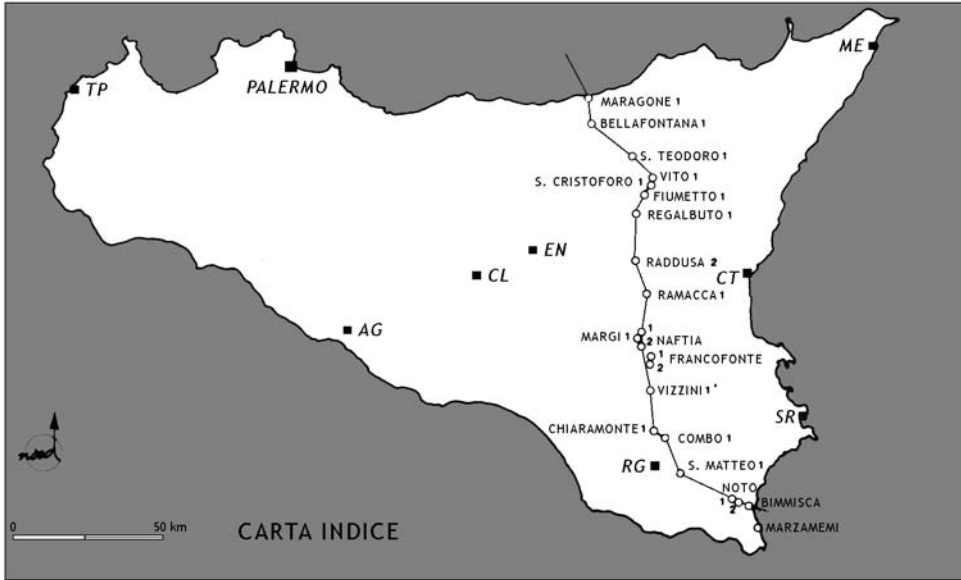 ME
TP
PALERMO
MARAGONE 1
BELLAFONTANA 1
S. TEODORO 1
VITO 1
S. CRISTOFORO 1
FIUMETTO 1
REGALBUTO 1
EN
RADDUSA 2
CL
CT
RAMACCA 1
AG
1
MARGI 1
2 NAFTIA
1 FRANCOFONTE
2
VIZZINI 1
SR
CHIARAMONTE 1
COMBO 1
RG
S. MATTEO 1
NOTO
1
2
BIMMISCA
nord
0
50 km
CARTA INDICE
MARZAMEMI